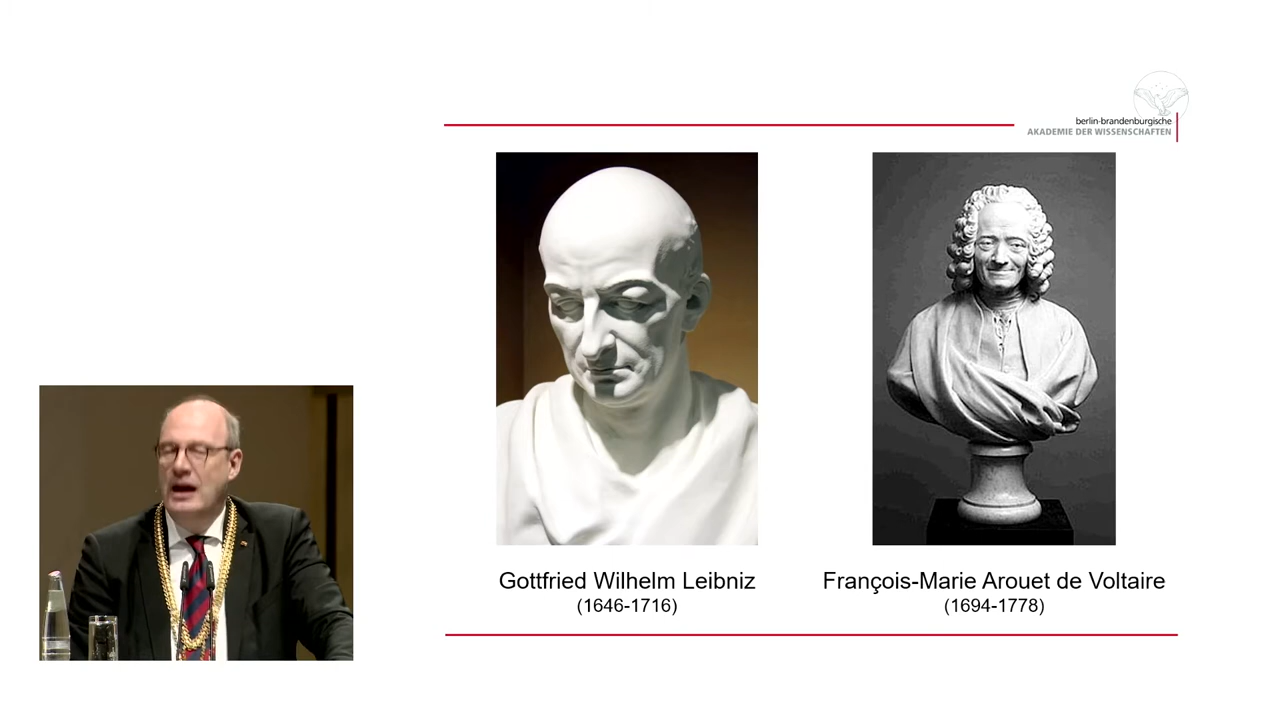 berlin-brandenburgische
AKADEMIE DER WISSENSCHAFTEN
Gottfried Wilhelm Leibniz
(1646-1716)
François-Marie Arouet de Voltaire
(1694-1778)